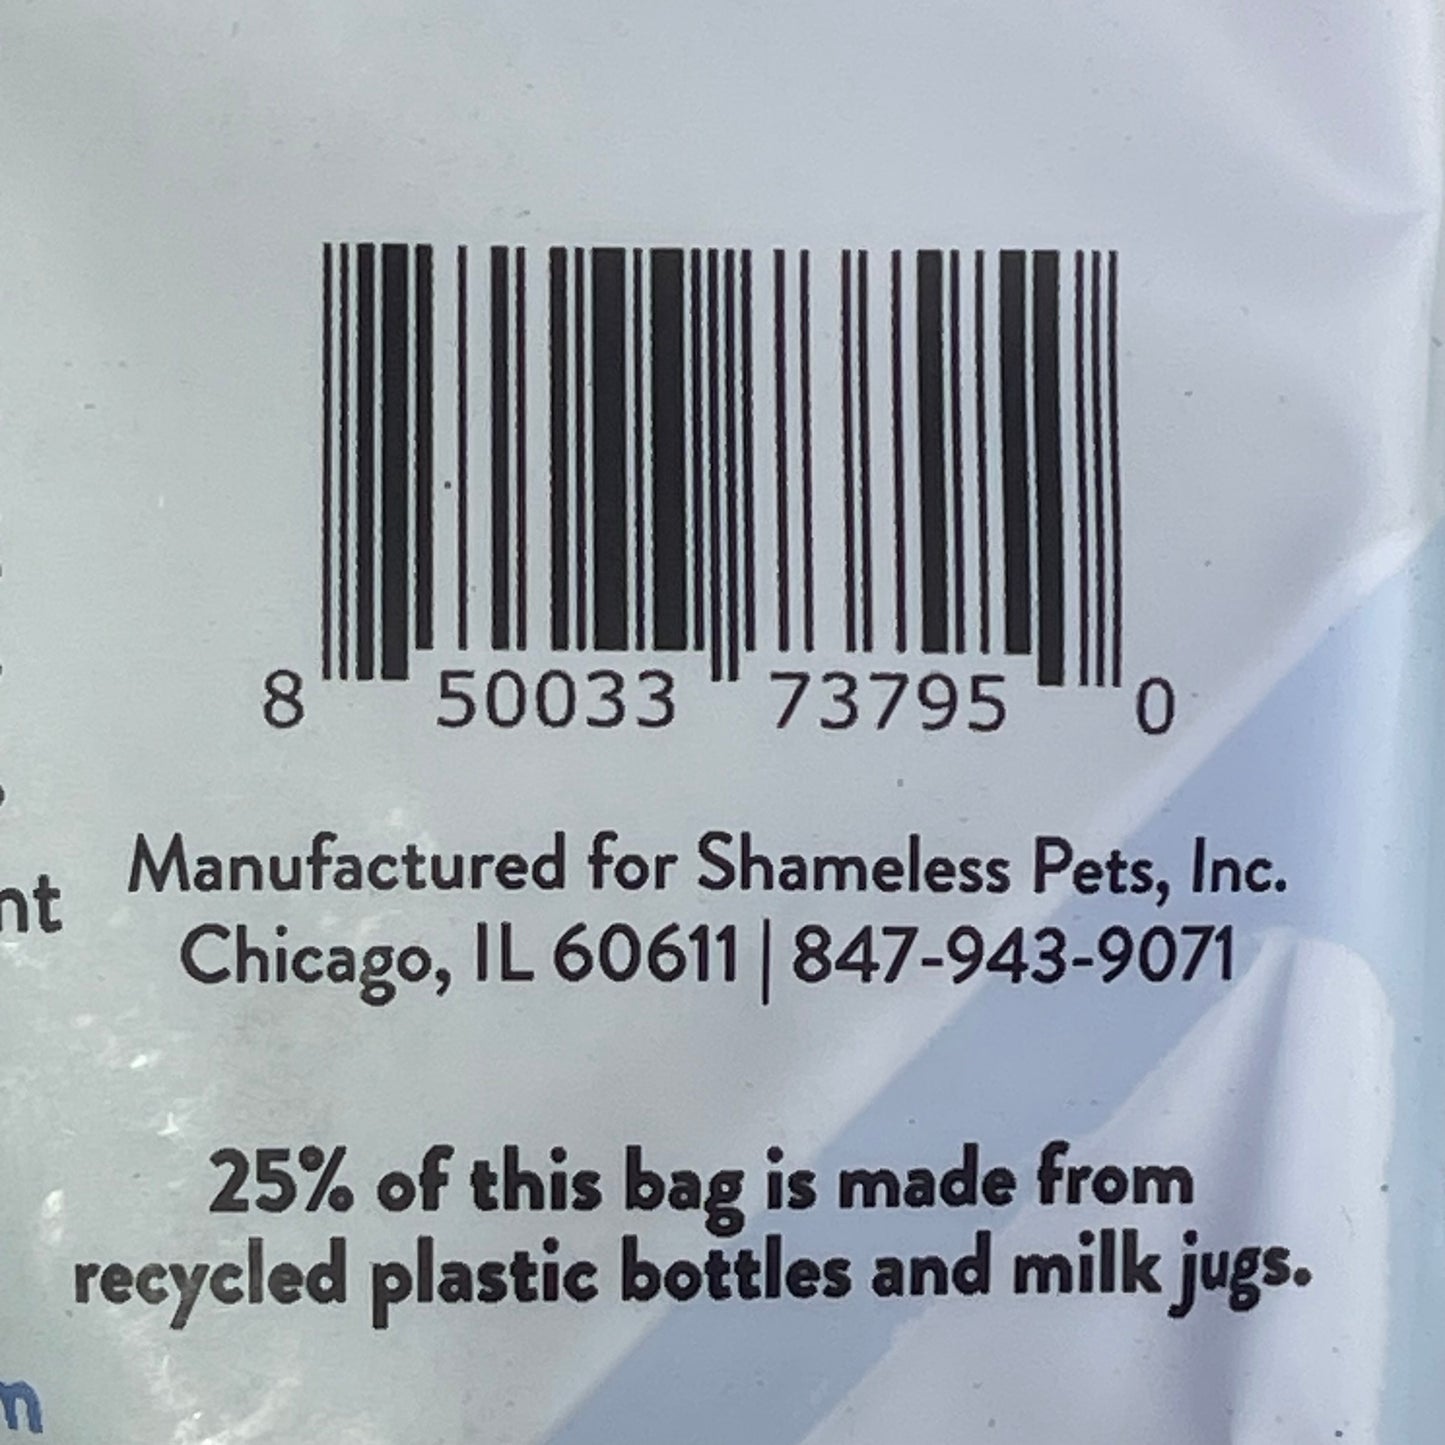 8 50033 73795 0
Manufactured for Shameless Pets, Inc.
nt
Chicago, IL 60611 | 847-943-9071
25% of this bag is made from
recycled plastic bottles and milk jugs.
m